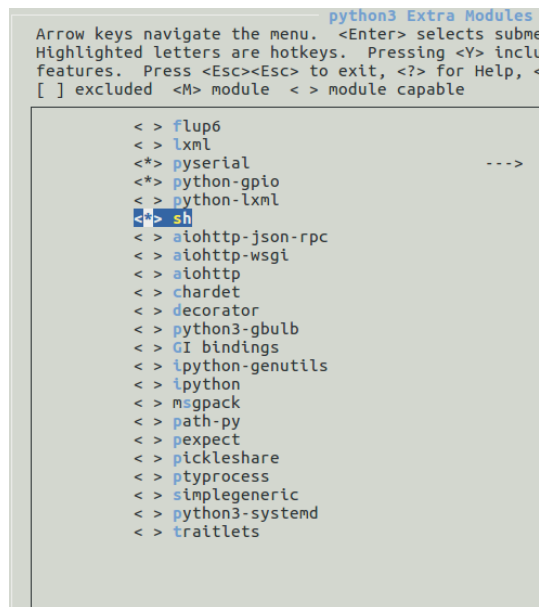 python3 Extra Modules
Arrow keys navigate the menu.  <Enter> selects subme
Highlighted letters are hotkeys.  Pressing <Y> inclu
features.  Press <Esc><Esc> to exit, <?> for Help, <
[ ] excluded  <M> module  < > module capable
< > flup6
< > lxml
<*> pyserial                    --->
<*> python-gpio
< > python-lxml
<*> sh
< > aiohttp-json-rpc
< > aiohttp-wsgi
< > aiohttp
< > chardet
< > decorator
< > python3-gbulb
< > GI bindings
< > ipython-genutils
< > ipython
< > msgpack
< > path-py
< > pexpect
< > pickleshare
< > ptyprocess
< > simplegeneric
< > python3-systemd
< > traitlets